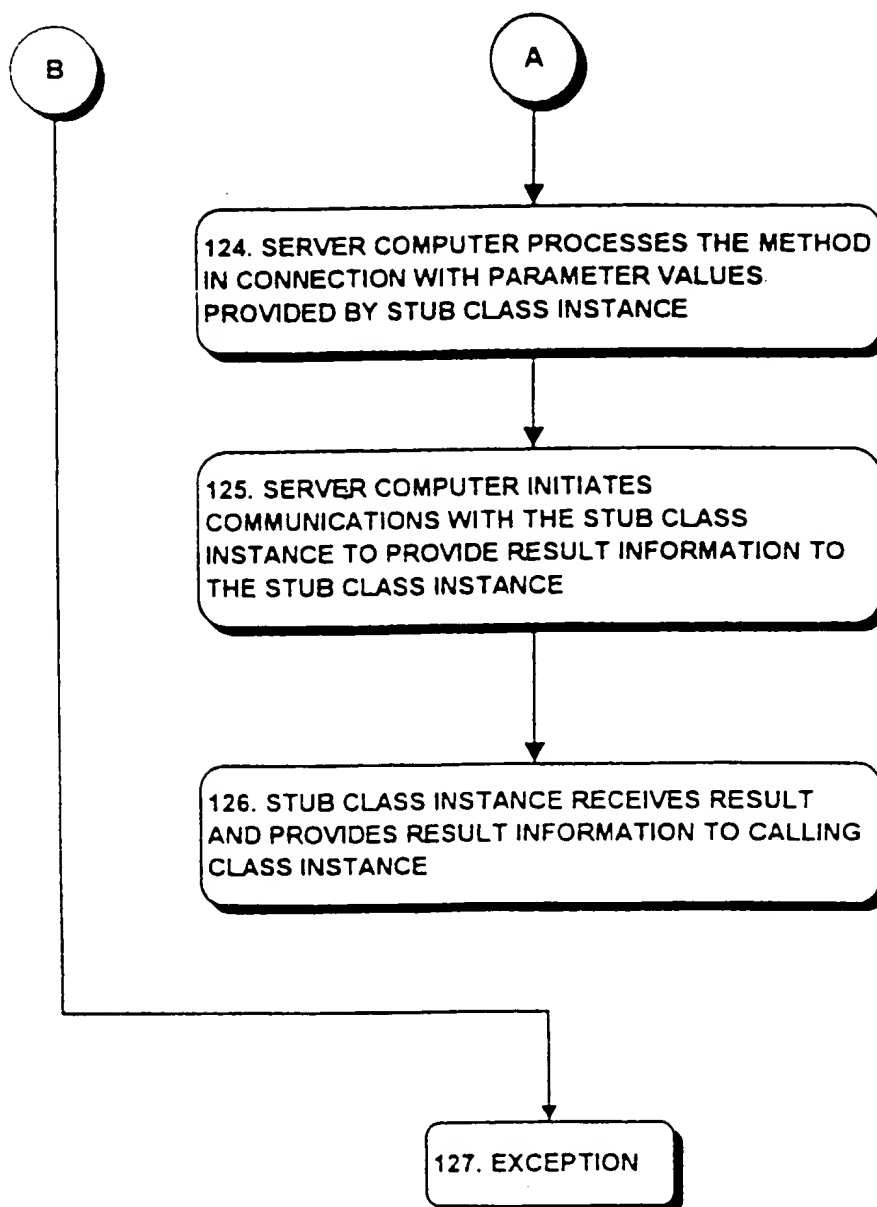 B
A
124. SERVER COMPUTER PROCESSES THE METHOD
IN CONNECTION WITH PARAMETER VALUES
PROVIDED BY STUB CLASS INSTANCE
125. SERVER COMPUTER INITIATES
COMMUNICATIONS WITH THE STUB CLASS
INSTANCE TO PROVIDE RESULT INFORMATION TO
THE STUB CLASS INSTANCE
126. STUB CLASS INSTANCE RECEIVES RESULT
AND PROVIDES RESULT INFORMATION TO CALLING
CLASS INSTANCE
127. EXCEPTION